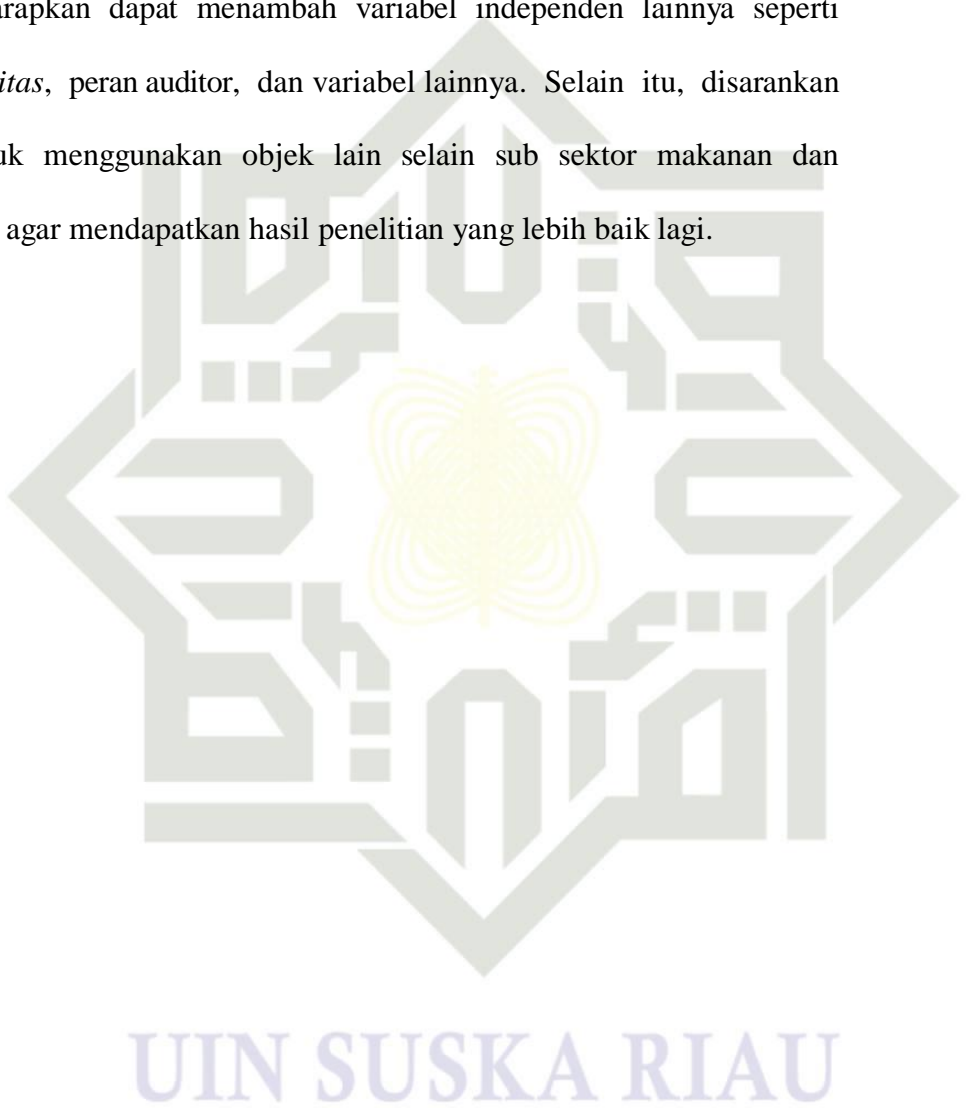 arapkan dapat menambah variabel independen lainnya seperti
itas, peran auditor, dan variabel lainnya. Selain itu, disarankan
uk menggunakan objek lain selain sub sektor makanan dan
agar mendapatkan hasil penelitian yang lebih baik lagi.
UIN SUSKA RIAU